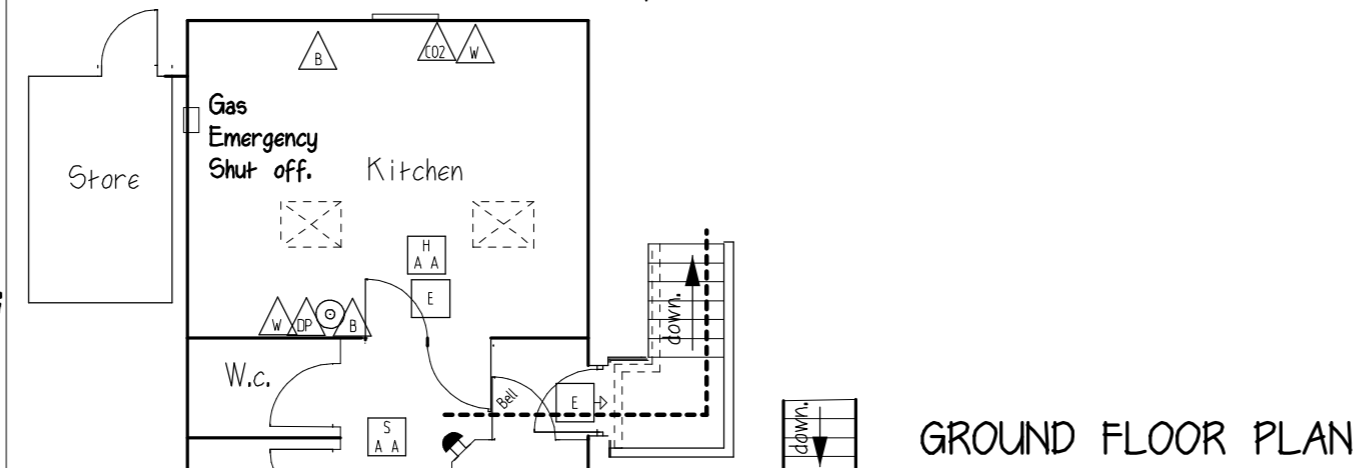 B
CO2
W
Gas
Emergency
Shut off.
Store
Kitchen
H
A A
E
W
DP
B
down.
W.c.
Bell
E
S
A A
down.
GROUND FLOOR PLAN